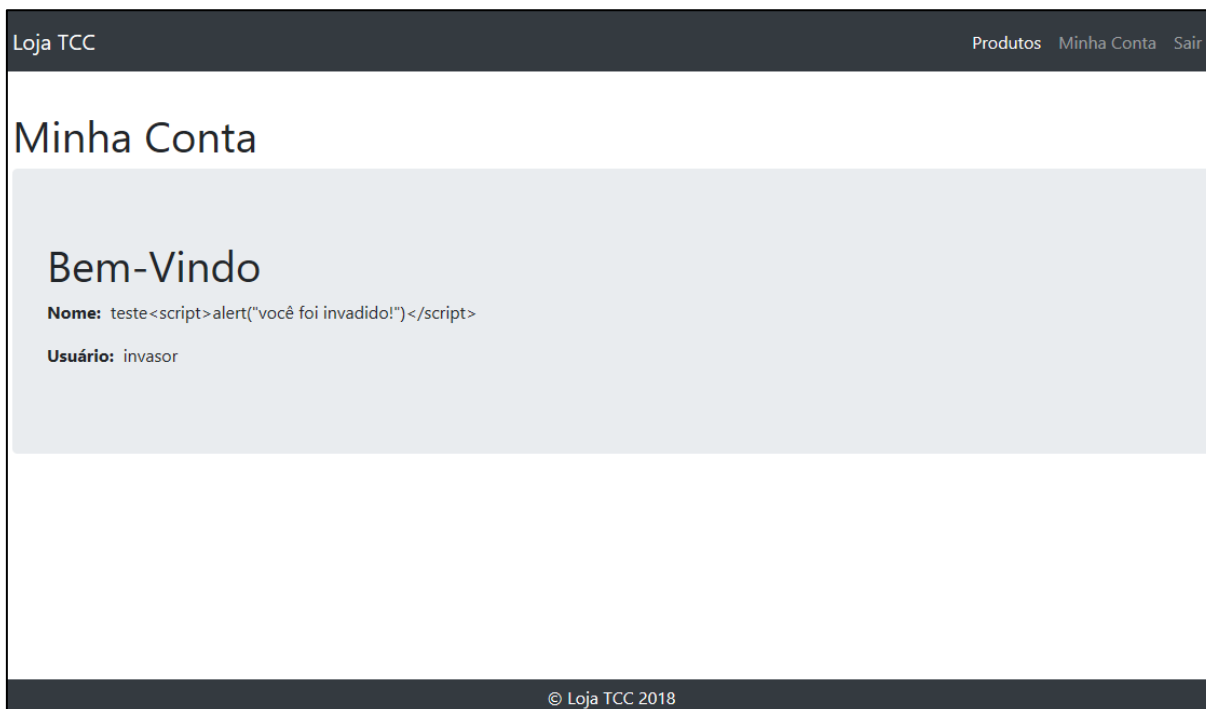 Loja TCC
Produtos Minha Conta Sair
Minha Conta
Bem-Vindo
Nome: teste<script>alert("você foi invadido!")</script>
Usuário: invasor
© Loja TCC 2018